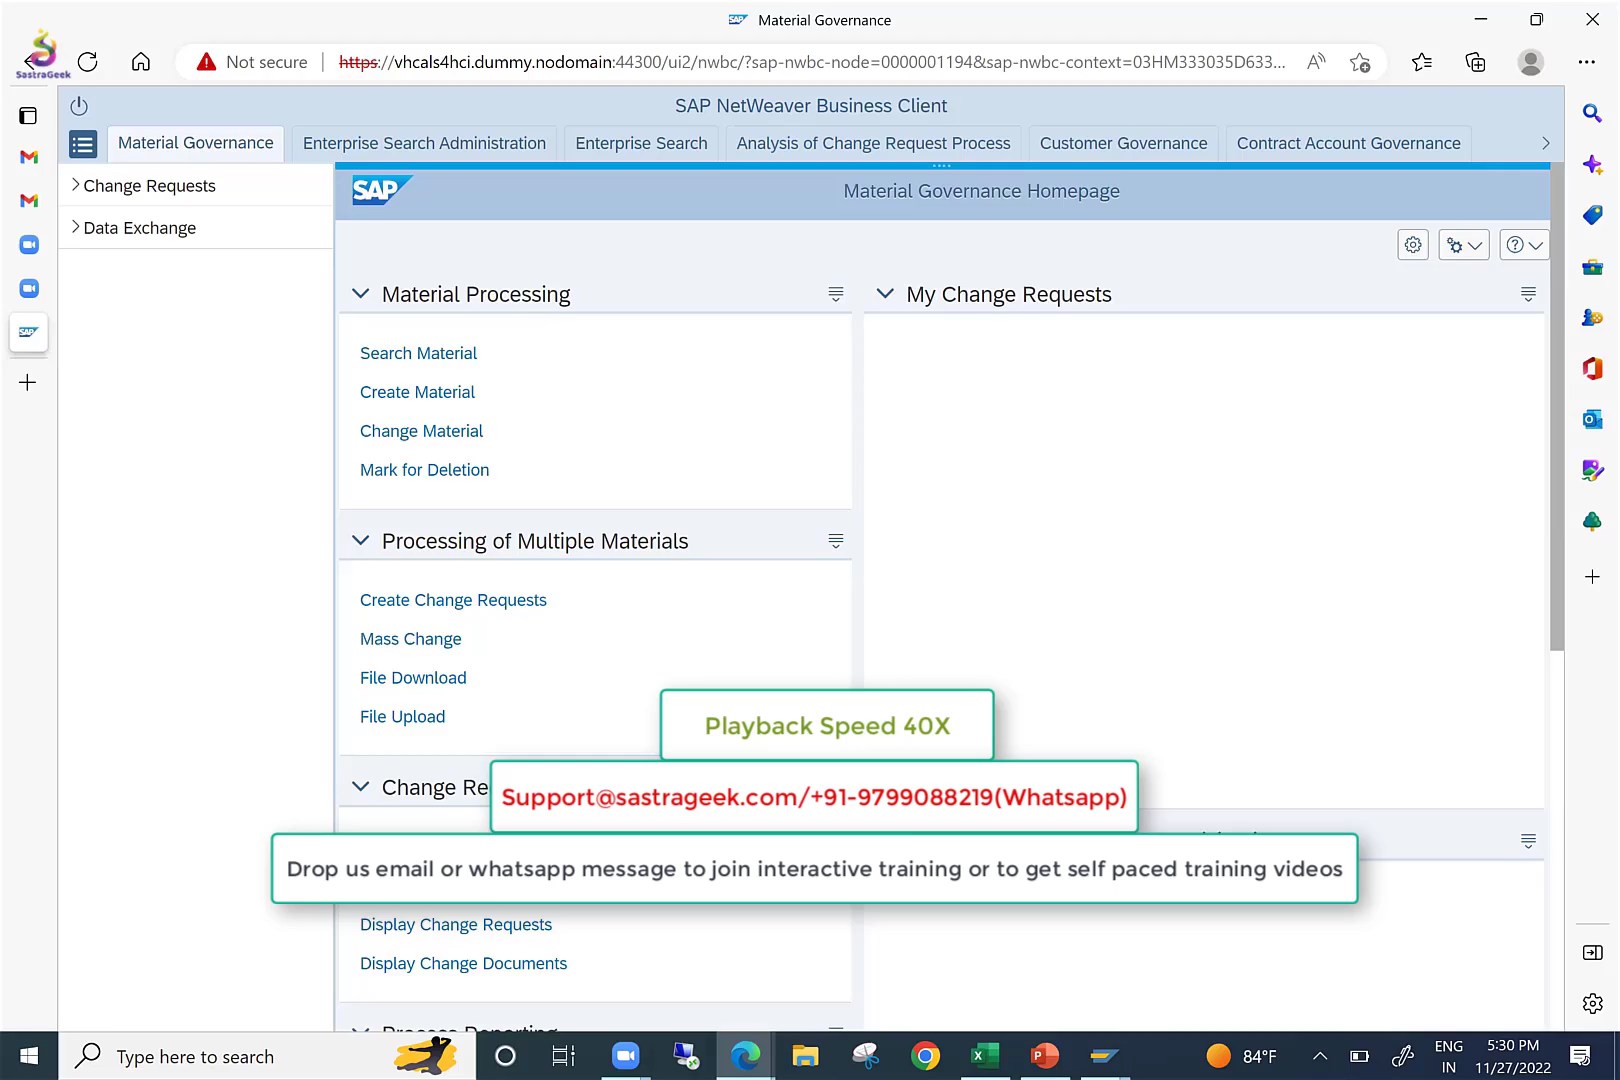 SAP Material Governance
SastraGeek
Not secure
https://vhcals4hci.dummy.nodomain:44300/ui2/nwbc/?sap-nwbc-node=0000001194&sap-nwbc-context=03HM333035D633...
SAP NetWeaver Business Client
Material Governance
Enterprise Search Administration
Enterprise Search
Analysis of Change Request Process
Customer Governance
Contract Account Governance
Change Requests
Data Exchange
SAP
Material Governance Homepage
Material Processing
Search Material
Create Material
Change Material
Mark for Deletion
My Change Requests
Processing of Multiple Materials
Create Change Requests
Mass Change
File Download
File Upload
Playback Speed 40X
Change Re
Support@sastrageek.com/+91-9799088219(Whatsapp)
Drop us email or whatsapp message to join interactive training or to get self paced training videos
Display Change Requests
Display Change Documents
Process Reporting
Type here to search
84°F
ENG
IN
5:30 PM
11/27/2022